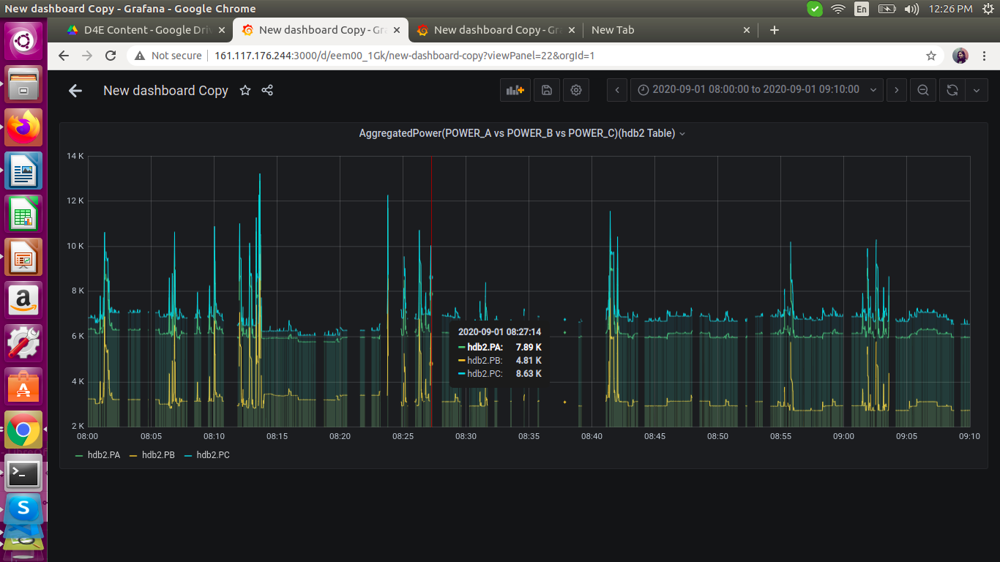 New dashboard Copy - Grafana - Google Chrome
En
12:26 PM
D4E Content - Google Driv
New dashboard Copy - Gr
New dashboard Copy - Gr
New Tab
Not secure
161.117.176.244:3000/d/eem00_1Gk/new-dashboard-copy?viewPanel=22&orgId=1
New dashboard Copy
2020-09-01 08:00:00 to 2020-09-01 09:10:00
AggregatedPower(POWER_A vs POWER_B vs POWER_C)(hdb2 Table)
14 K
12 K
10 K
8 K
6 K
4 K
2 K
2020-09-01 08:27:14
hdb2.PA: 7.89 K
hdb2.PB: 4.81 K
hdb2.PC: 8.63 K
08:00 08:05 08:10 08:15 08:20 08:25 08:30 08:35 08:40 08:45 08:50 08:55 09:00 09:05 09:10
hdb2.PA hdb2.PB hdb2.PC